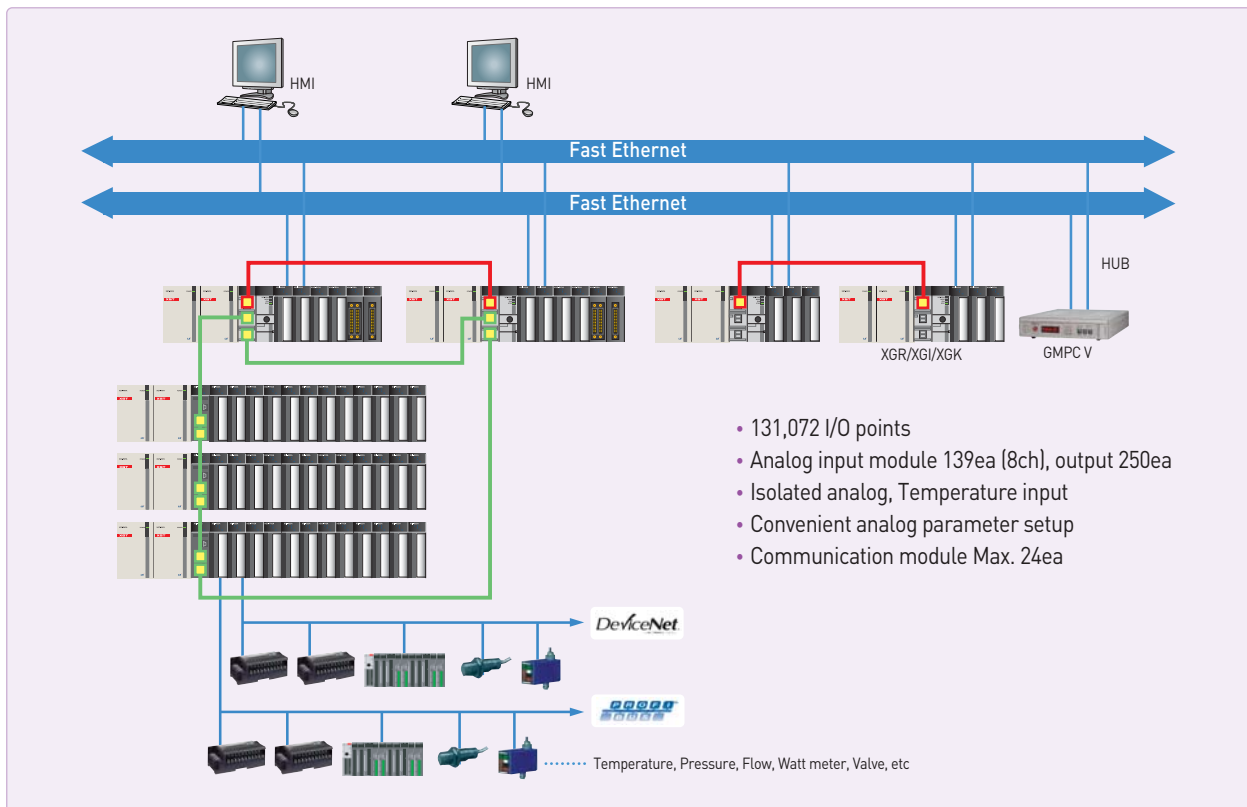 HMI
HMI
Fast Ethernet
Fast Ethernet
HUB
XGR/XGI/XGK
GMPC V
• 131,072 I/O points
• Analog input module 139ea (8ch), output 250ea
• Isolated analog, Temperature input
• Convenient analog parameter setup
• Communication module Max. 24ea
DeviceNet
PROFI
BUS
Temperature, Pressure, Flow, Watt meter, Valve, etc